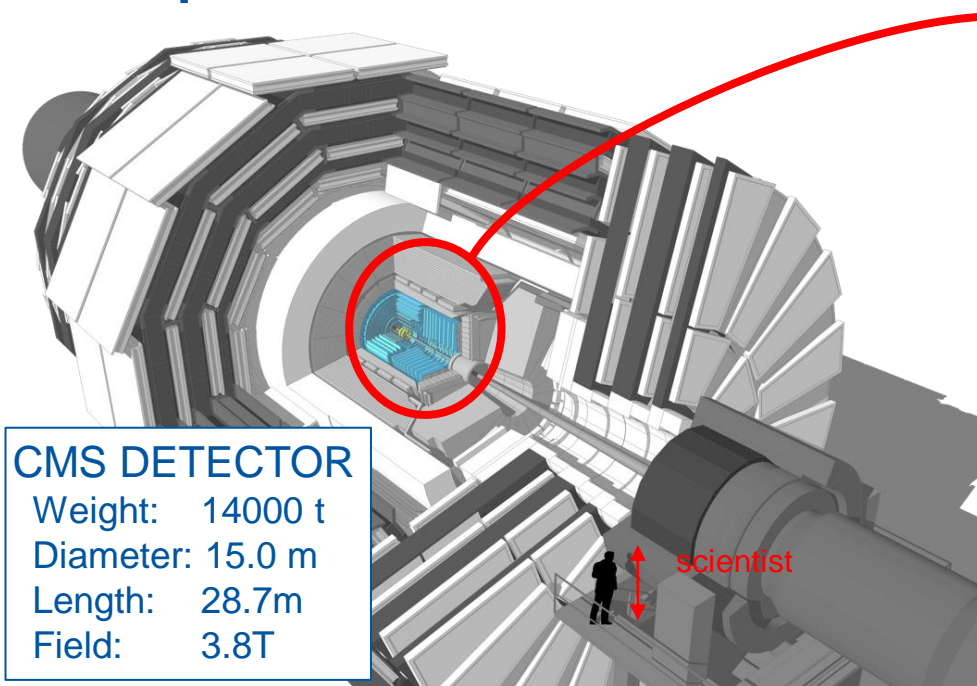 CMS DETECTOR
Weight: 14000 t
Diameter: 15.0 m
Length: 28.7m
Field: 3.8T
scientist